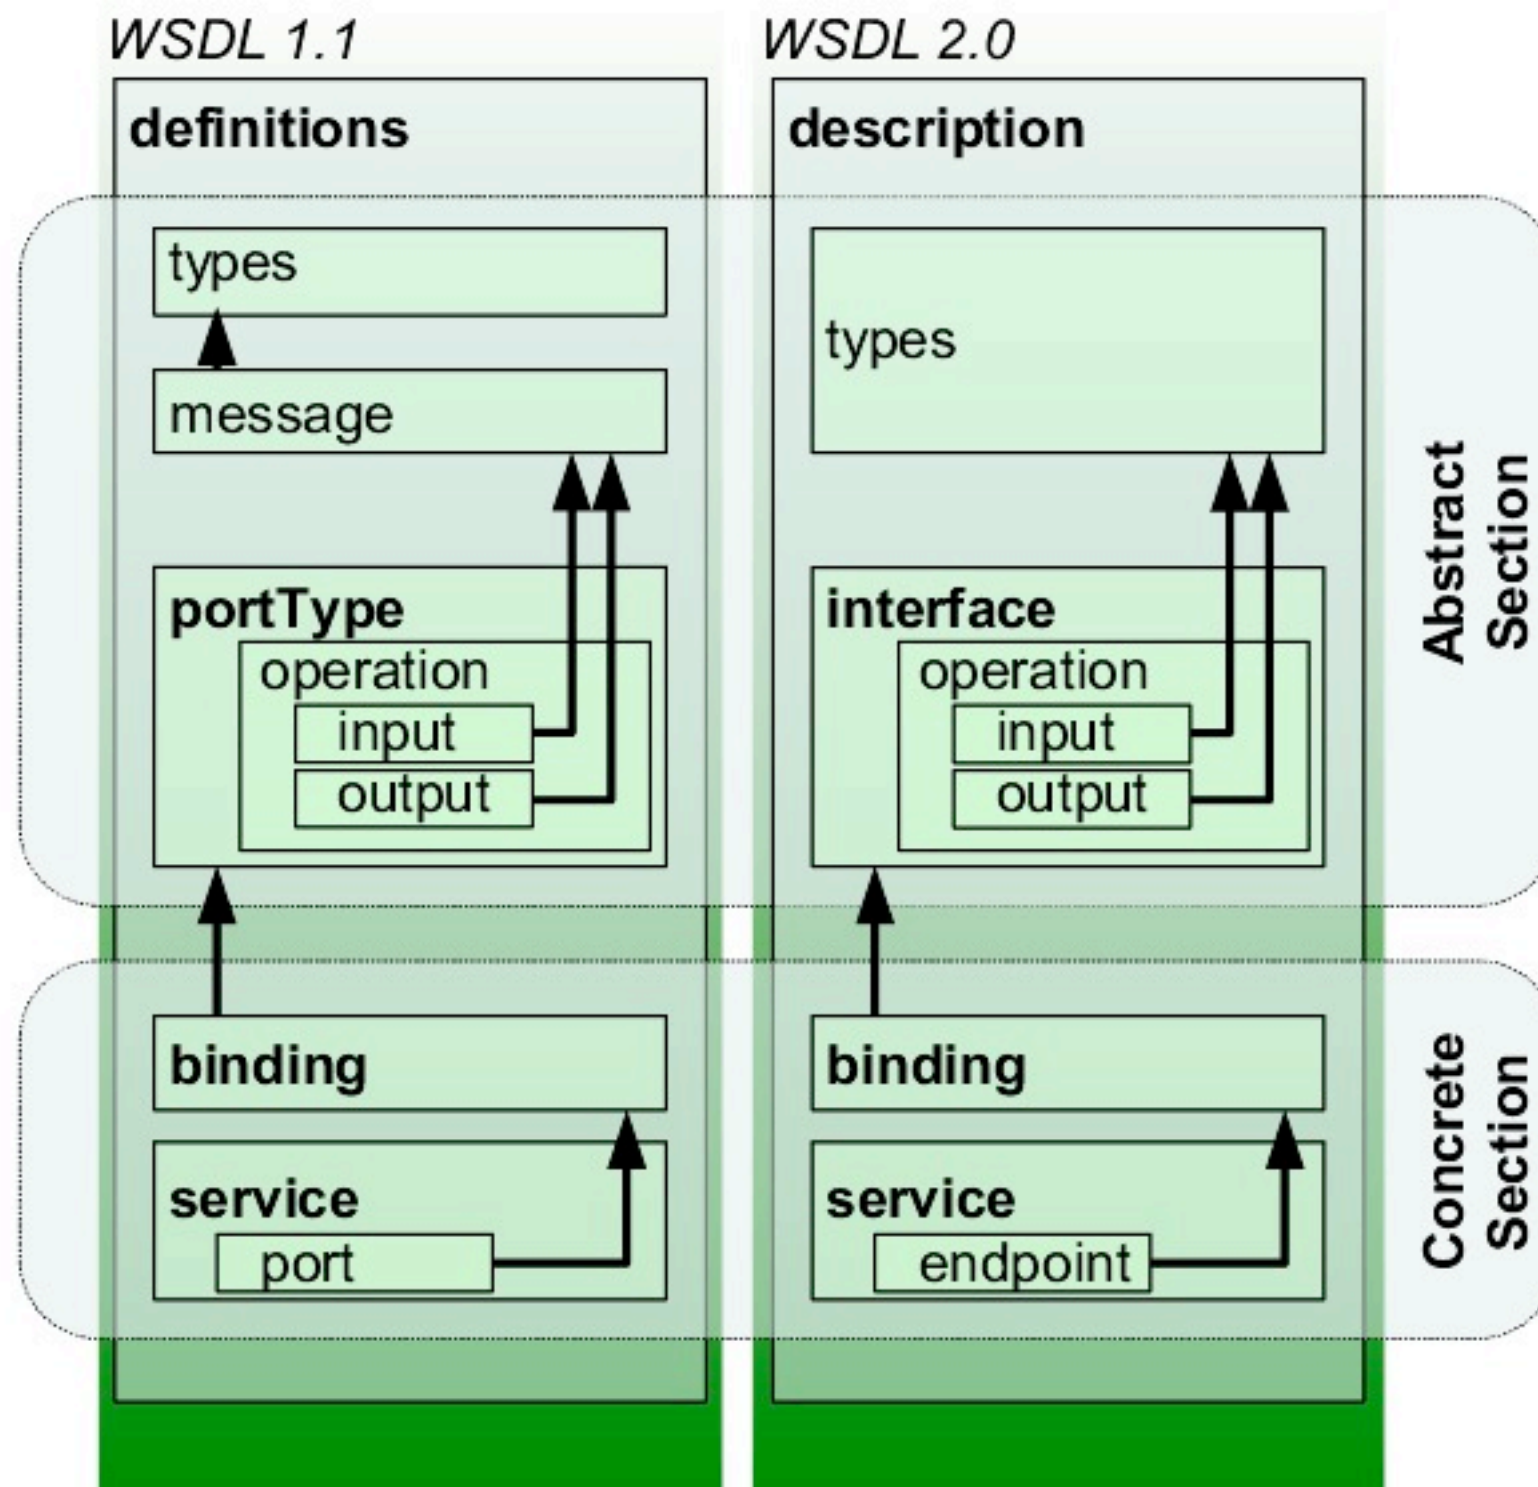 WSDL 1.1
definitions
types
message
portType
operation
input
output
binding
service
port
WSDL 2.0
description
types
interface
operation
input
output
binding
service
endpoint
Abstract
Section
Concrete
Section